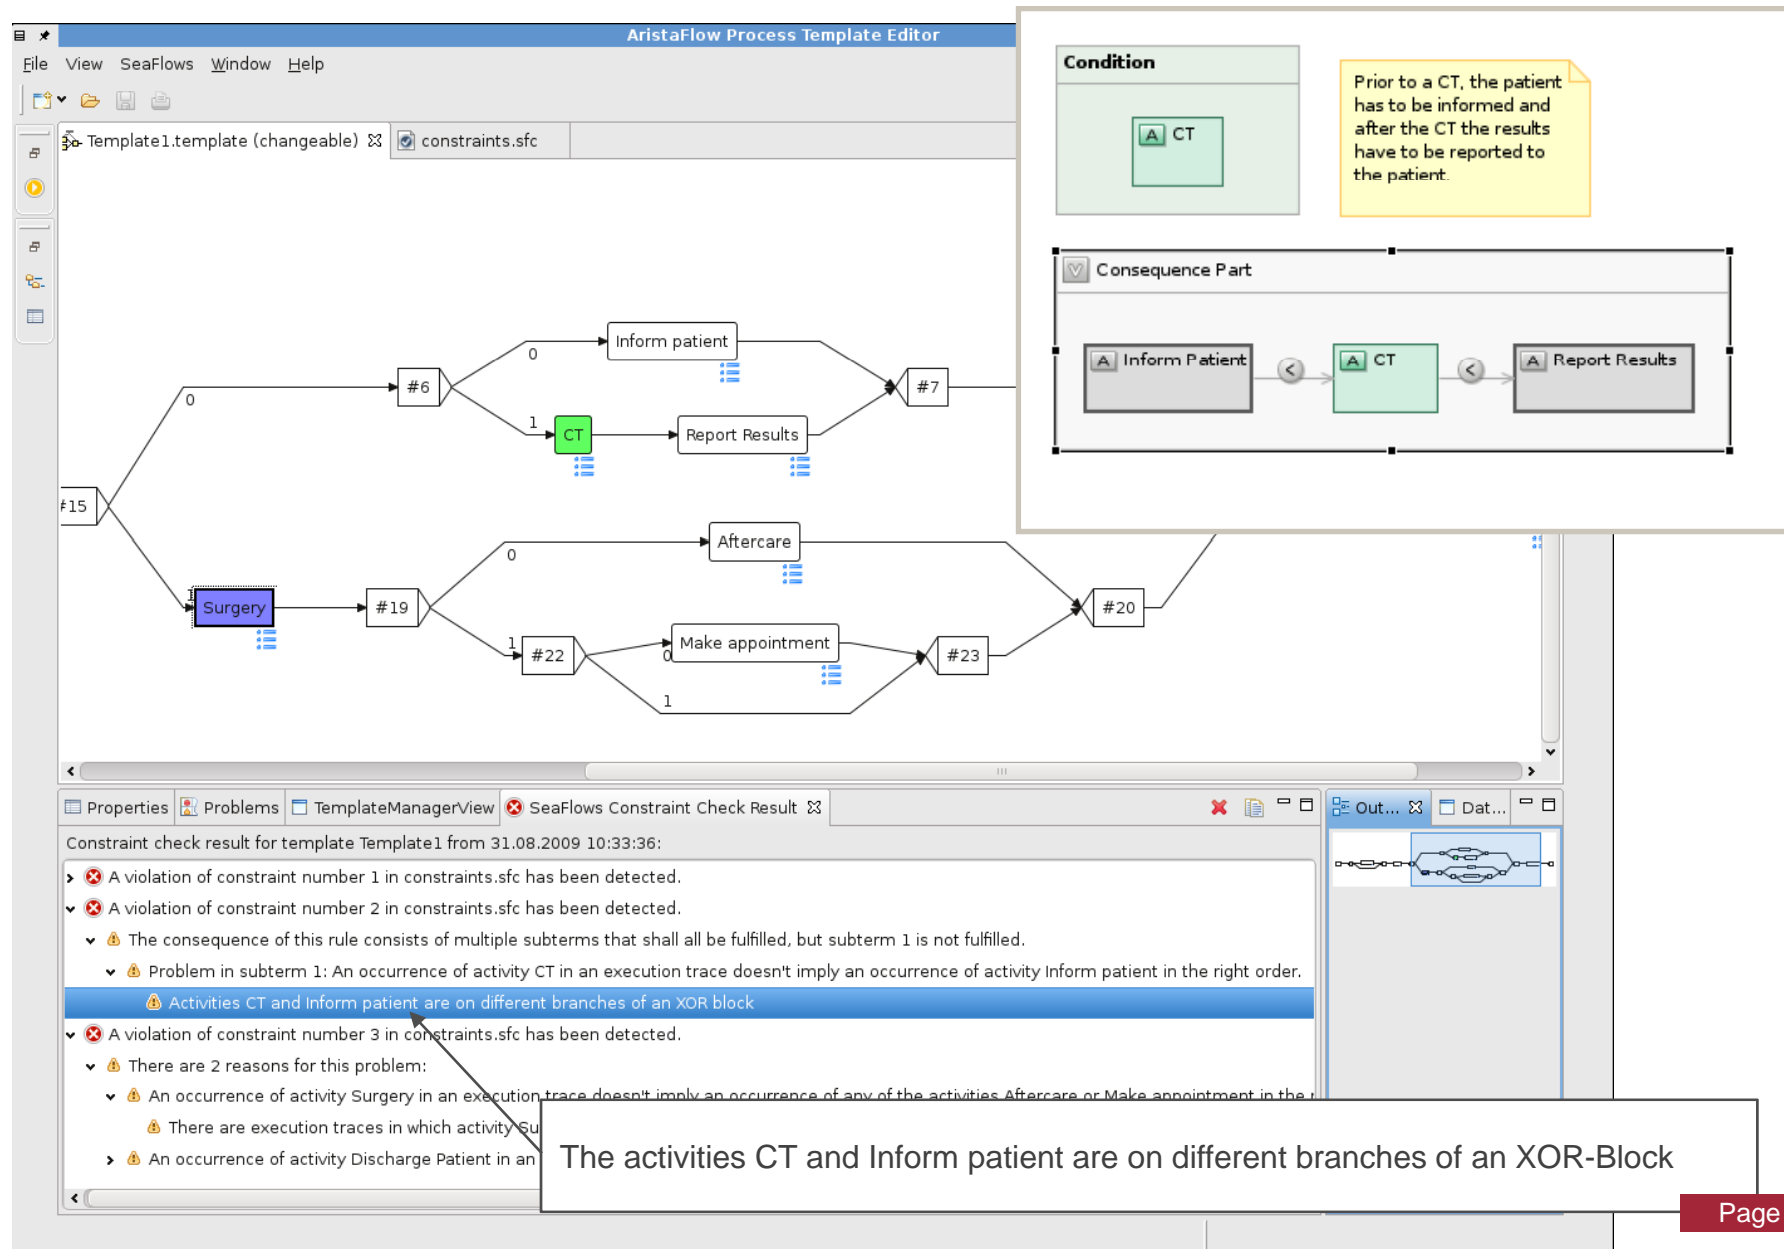 AristaFlow Process Template Editor
File View SeaFlows Window Help
Template1.template (changeable)
constraints.sfc
Condition
A CT
Prior to a CT, the patient
has to be informed and
after the CT the results
have to be reported to
the patient.
Consequence Part
A Inform Patient < A CT < A Report Results
0
Inform patient
#6
#7
0
1
CT
Report Results
#15
0
Aftercare
1
Surgery
#19
#20
1
#22
0
Make appointment
#23
1
Properties Problems TemplateManagerView SeaFlows Constraint Check Result
Out... Dat...
Constraint check result for template Template1 from 31.08.2009 10:33:36:
A violation of constraint number 1 in constraints.sfc has been detected.
A violation of constraint number 2 in constraints.sfc has been detected.
The consequence of this rule consists of multiple subterms that shall all be fulfilled, but subterm 1 is not fulfilled.
Problem in subterm 1: An occurrence of activity CT in an execution trace doesn't imply an occurrence of activity Inform patient in the right order.
Activities CT and Inform patient are on different branches of an XOR block
A violation of constraint number 3 in constraints.sfc has been detected.
There are 2 reasons for this problem:
An occurrence of activity Surgery in an execution trace doesn't imply an occurrence of any of the activities Aftercare or Make appointment in the
There are execution traces in which activity Su
An occurrence of activity Discharge Patient in an
The activities CT and Inform patient are on different branches of an XOR-Block
Page